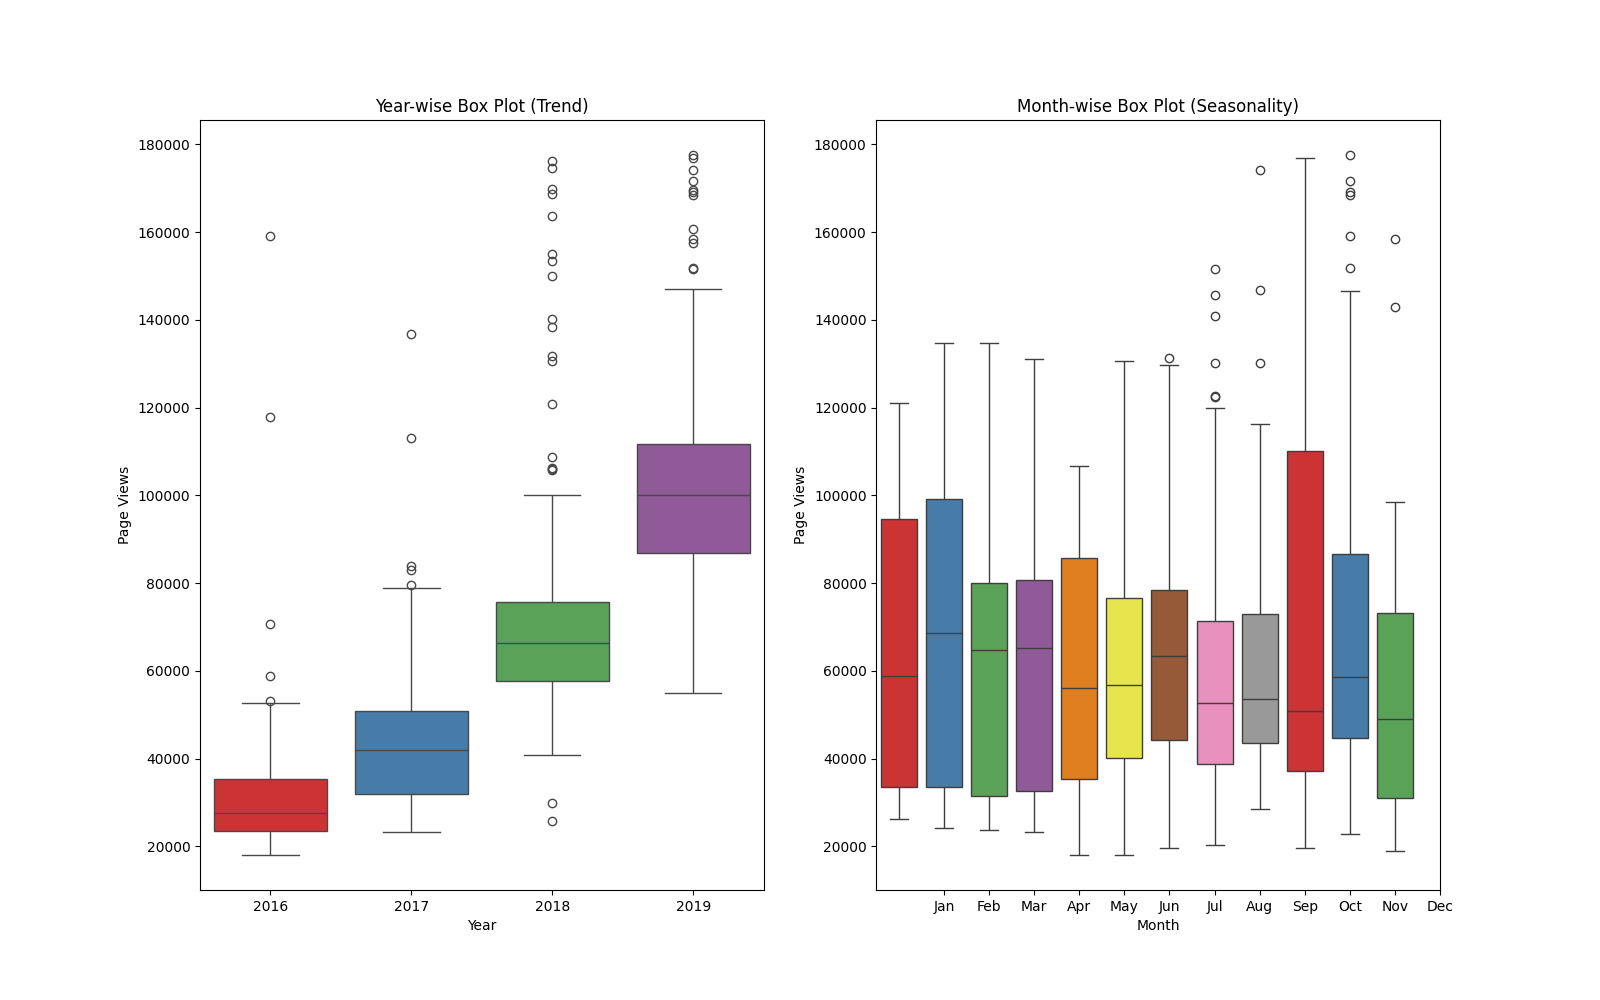 Year-wise Box Plot (Trend)
180000
160000
140000
120000
100000
80000
60000
40000
20000
Page Views
2016 2017 2018 2019
Year
Month-wise Box Plot (Seasonality)
180000
160000
140000
120000
100000
80000
60000
40000
20000
Page Views
Jan Feb Mar Apr May Jun Jul Aug Sep Oct Nov Dec
Month